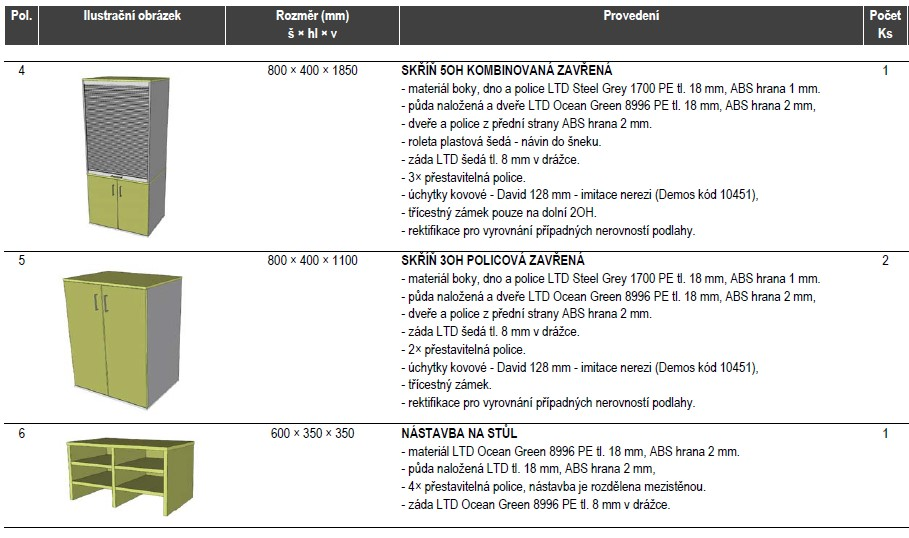 Pol. Ilustrační obrázek Rozměr (mm) Provedení Počet
š × hl × v Ks
4 800 × 400 × 1850 SKŘÍŇ 5OH KOMBINOVANÁ ZAVŘENÁ 1
- materiál boky, dno a police LTD Steel Grey 1700 PE tl. 18 mm, ABS hrana 1 mm.
- půda naložená a dveře LTD Ocean Green 8996 PE tl. 18 mm, ABS hrana 2 mm,
- dveře a police z přední strany ABS hrana 2 mm.
- roleta plastová šedá - návin do šneku.
- záda LTD šedá tl. 8 mm v drážce.
- 3× přestavitelná police.
- úchytky kovové - David 128 mm - imitace nerezi (Demos kód 10451),
- třícestný zámek pouze na dolní 2OH.
- rektifikace pro vyrovnání případných nerovností podlahy.
5 800 × 400 × 1100 SKŘÍŇ 3OH POLICOVÁ ZAVŘENÁ 2
- materiál boky, dno a police LTD Steel Grey 1700 PE tl. 18 mm, ABS hrana 1 mm.
- půda naložená a dveře LTD Ocean Green 8996 PE tl. 18 mm, ABS hrana 2 mm,
- dveře a police z přední strany ABS hrana 2 mm.
- záda LTD šedá tl. 8 mm v drážce.
- 2× přestavitelná police.
- úchytky kovové - David 128 mm - imitace nerezi (Demos kód 10451),
- třícestný zámek.
- rektifikace pro vyrovnání případných nerovností podlahy.
6 600 × 350 × 350 NÁSTAVBA NA STŮL 1
- materiál LTD Ocean Green 8996 PE tl. 18 mm, ABS hrana 2 mm.
- půda naložená LTD tl. 18 mm, ABS hrana 2 mm,
- 4× přestavitelná police, nástavba je rozdělena mezistěnou.
- záda LTD Ocean Green 8996 PE tl. 8 mm v drážce.